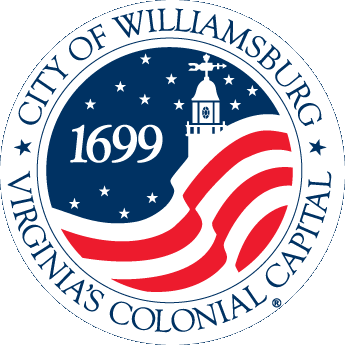 CITY OF WILLIAMSBURG
1699
VIRGINIA'S COLONIAL CAPITAL ®